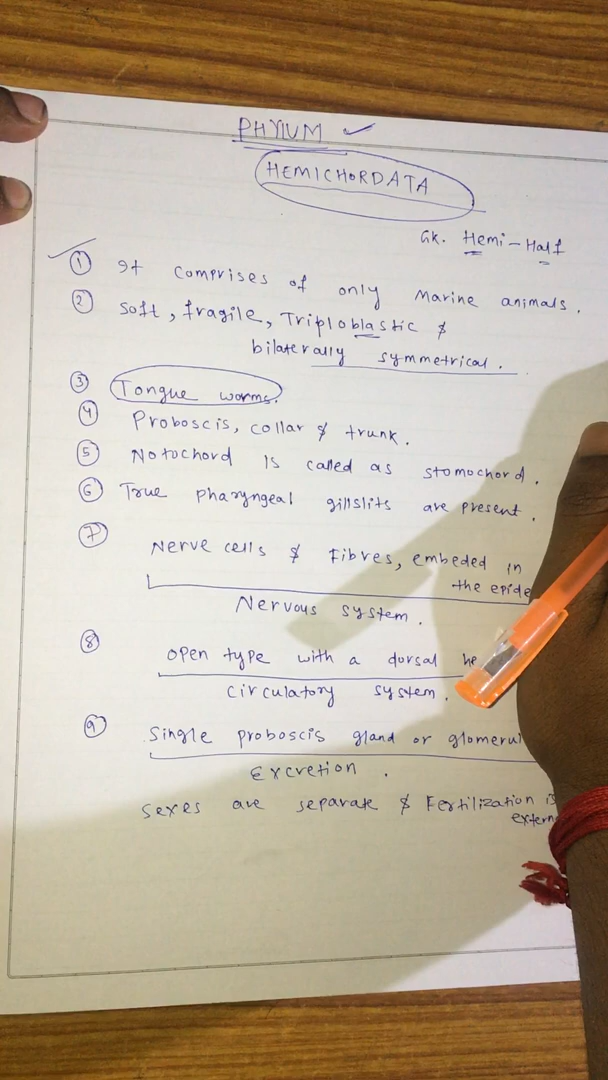 PHYLUM
HEMICHORDATA
Gk. Hemi - Half
① It comprises of only Marine animals.
② Soft, fragile, Triploblastic &
bilaterally symmetrical.
③ Tongue worms.
④ Proboscis, collar & trunk.
⑤ Notochord is called as stomochord.
⑥ True pharyngeal gillslits are present.
⑦ Nerve cells & Fibres, embeded in
the epide
Nervous system.
⑧ open type with a dorsal he
circulatory system.
⑨ Single proboscis gland or glomerul
Excretion.
Sexes are separate & Fertilization is
extern